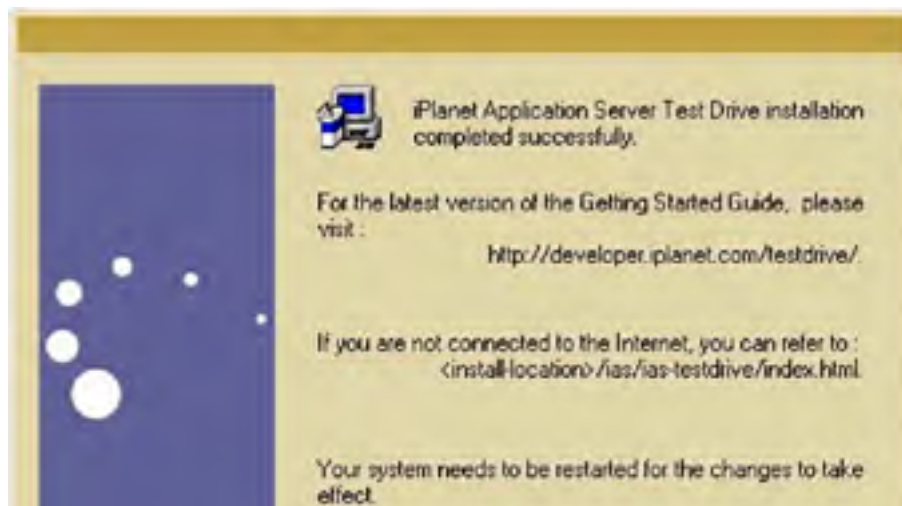 iPlanet Application Server Test Drive installation
completed successfully.
For the latest version of the Getting Started Guide, please
visit :
http://developer.iplanet.com/testdrive/.
If you are not connected to the Internet, you can refer to :
<install-location>/ias/ias-testdrive/index.html.
Your system needs to be restarted for the changes to take
effect.